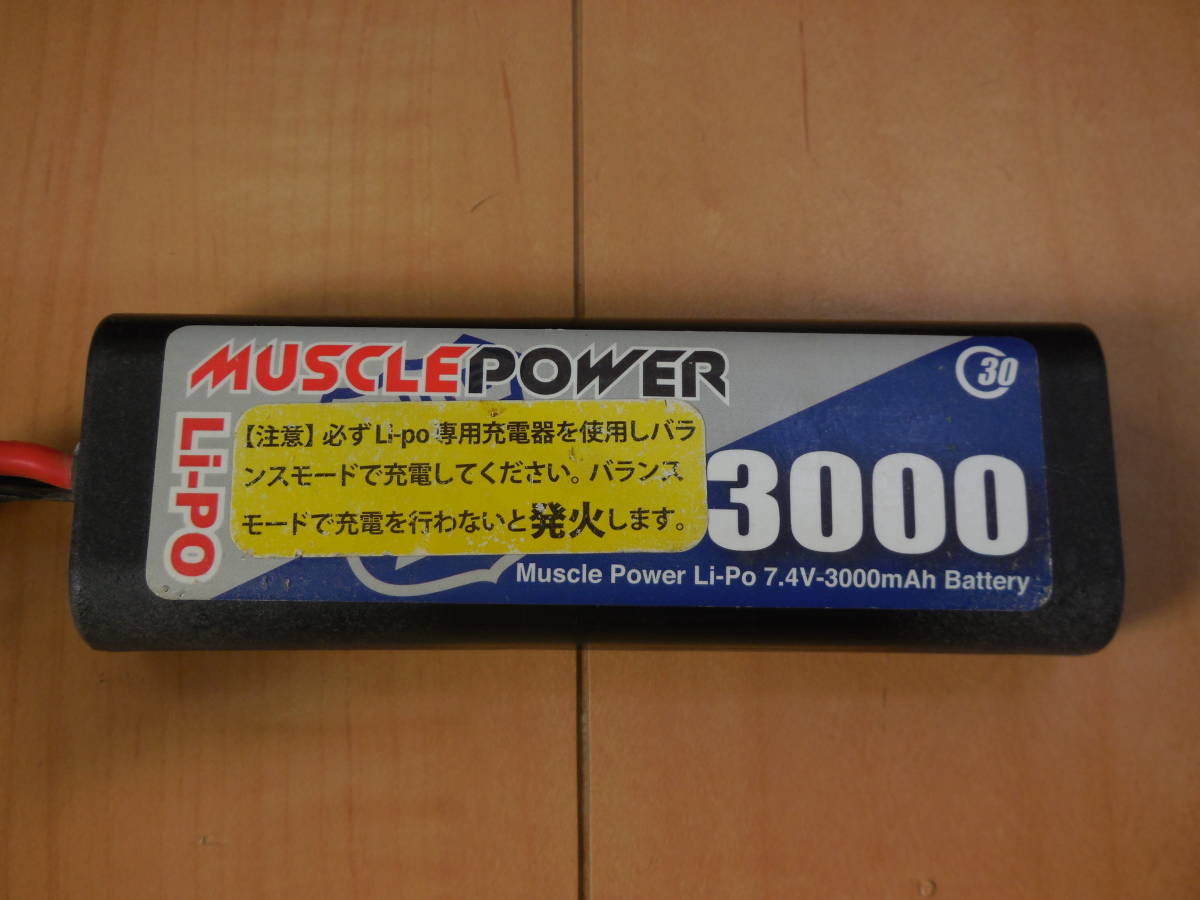 MUSCLEPOWER
30
Li-Po
【注意】必ずLi-po専用充電器を使用しバラ
ンスモードで充電してください。バランス
モードで充電を行わないと発火します。
3000
Muscle Power Li-Po 7.4V-3000mAh Battery